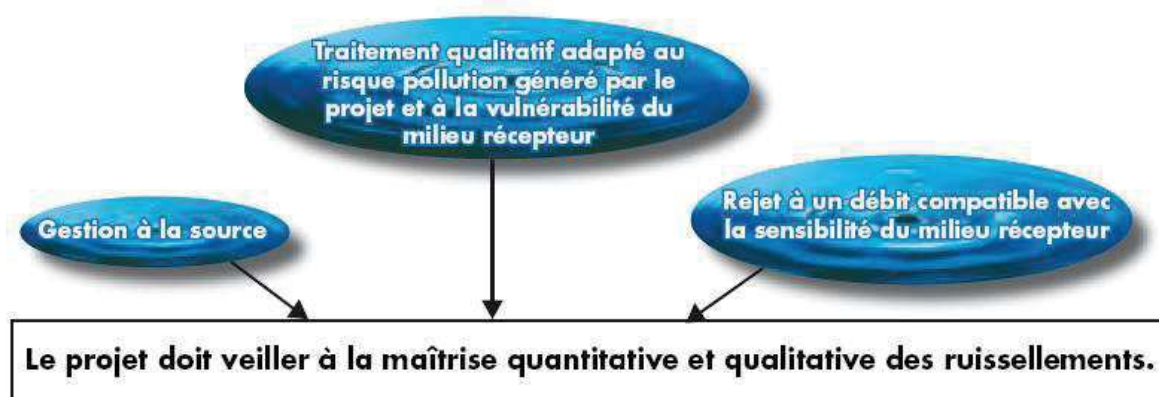 Traitement qualitatif adapté au
risque pollution généré par le
projet et à la vulnérabilité du
milieu récepteur
Gestion à la source
Rejet à un débit compatible avec
la sensibilité du milieu récepteur
Le projet doit veiller à la maîtrise quantitative et qualitative des ruissellements.